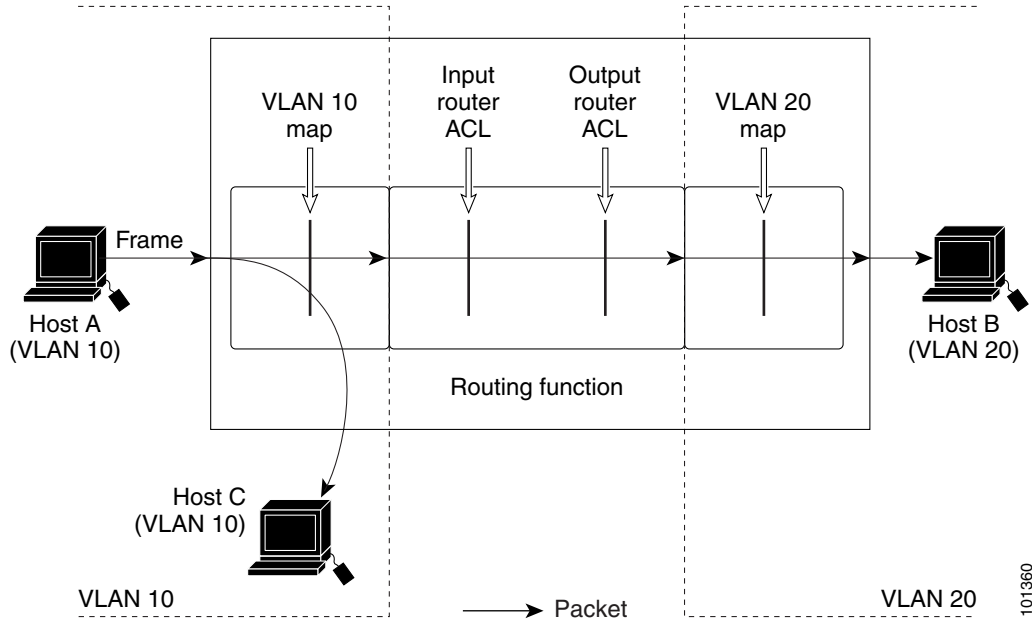 VLAN 10
map
Input
router
ACL
Output
router
ACL
VLAN 20
map
Frame
Host A
(VLAN 10)
Host B
(VLAN 20)
Routing function
Host C
(VLAN 10)
VLAN 10
Packet
VLAN 20
101360